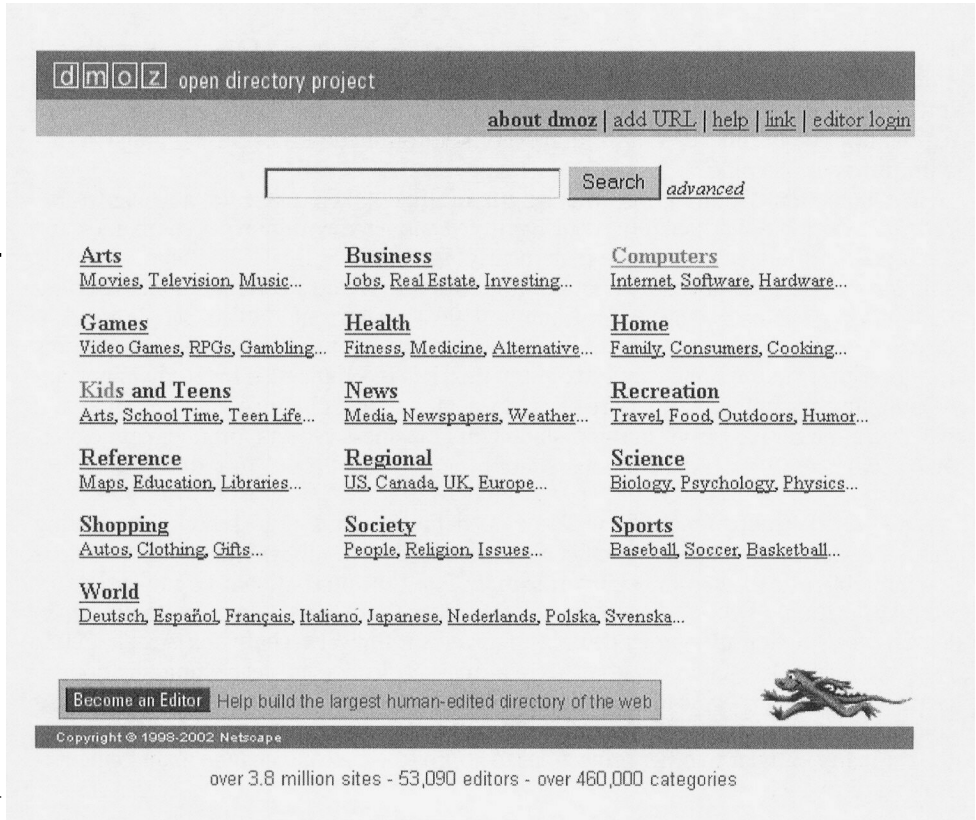 dmoz open directory project
about dmoz | add URL | help | link | editor login
Search advanced
Arts Business Computers
Movies, Television, Music... Jobs, Real Estate, Investing... Internet, Software, Hardware...
Games Health Home
Video Games, RPGs, Gambling... Fitness, Medicine, Alternative... Family, Consumers, Cooking...
Kids and Teens News Recreation
Arts, School Time, Teen Life... Media, Newspapers, Weather... Travel, Food, Outdoors, Humor...
Reference Regional Science
Maps, Education, Libraries... US, Canada, UK, Europe... Biology, Psychology, Physics...
Shopping Society Sports
Autos, Clothing, Gifts... People, Religion, Issues... Baseball, Soccer, Basketball...
World
Deutsch, Español, Français, Italiano, Japanese, Nederlands, Polska, Svenska...
Become an Editor Help build the largest human-edited directory of the web
Copyright © 1998-2002 Netscape
over 3.8 million sites - 53,090 editors - over 460,000 categories